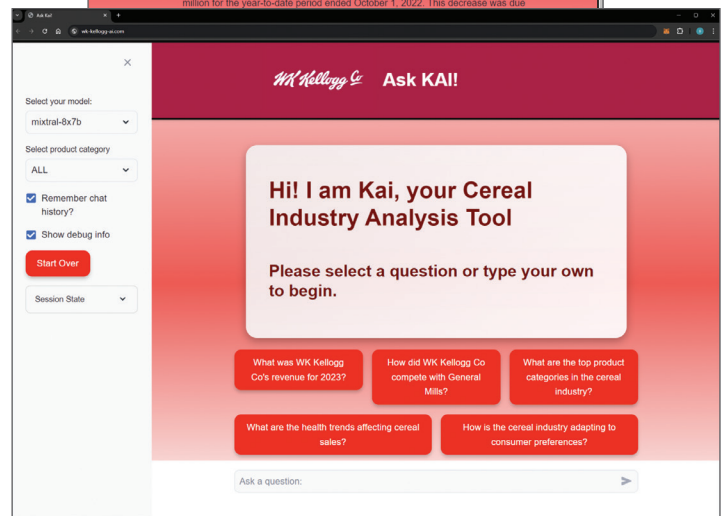 million for the year-to-date period ended October 1, 2022. This decrease was due
Ask Kai
wk-kellogg-ai.com
Select your model:
mixtral-8x7b
Select product category
ALL
Remember chat
history?
Show debug info
Start Over
Session State
WK Kellogg Co Ask KAI!
Hi! I am Kai, your Cereal
Industry Analysis Tool
Please select a question or type your own
to begin.
What was WK Kellogg
Co's revenue for 2023?
How did WK Kellogg Co
compete with General
Mills?
What are the top product
categories in the cereal
industry?
What are the health trends affecting cereal
sales?
How is the cereal industry adapting to
consumer preferences?
Ask a question: